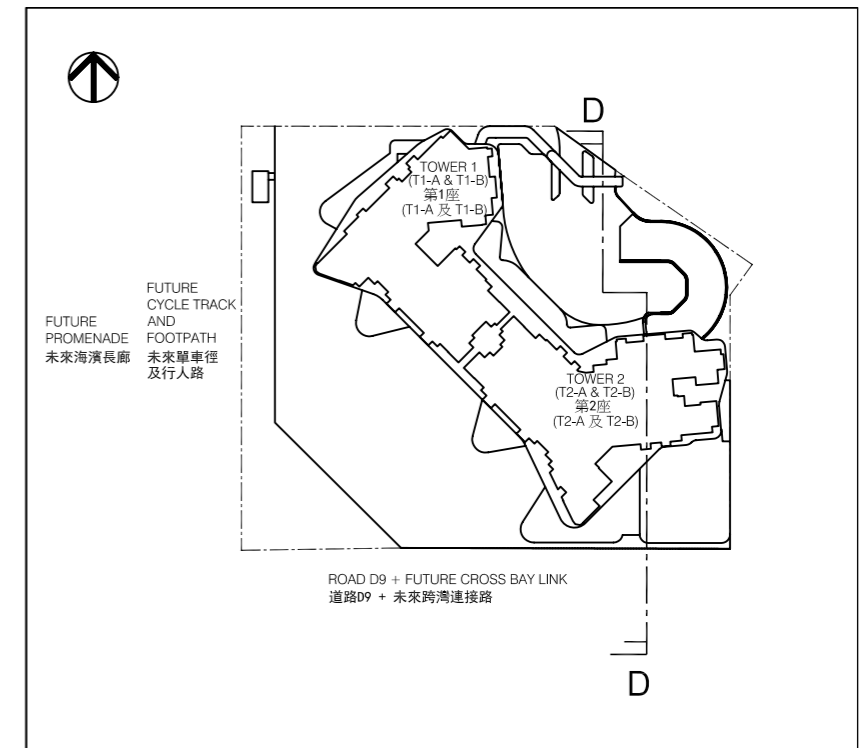 D
TOWER 1
(T1-A & T1-B)
第1座
(T1-A 及 T1-B)
FUTURE
PROMENADE
未來海濱長廊
FUTURE
CYCLE TRACK
AND
FOOTPATH
未來單車徑
及行人路
TOWER 2
(T2-A & T2-B)
第2座
(T2-A 及 T2-B)
ROAD D9 + FUTURE CROSS BAY LINK
道路D9 + 未來跨灣連接路
D